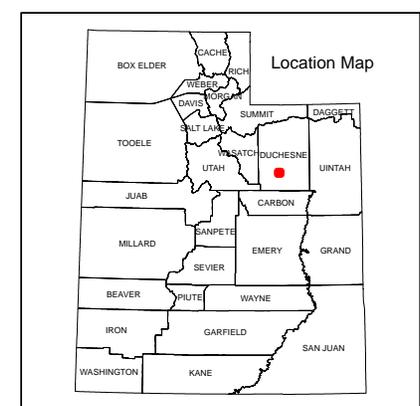 Location Map
CACHE
BOX ELDER
RICH
WEBER
MORGAN
DAVIS
SUMMIT
DAGGETT
SALT LAKE
TOOELE
WASATCH
DUCHESNE
UTAH
UINTAH
JUAB
CARBON
SANPETE
MILLARD
EMERY
GRAND
SEVIER
BEAVER
PIUTE
WAYNE
IRON
GARFIELD
SAN JUAN
WASHINGTON
KANE